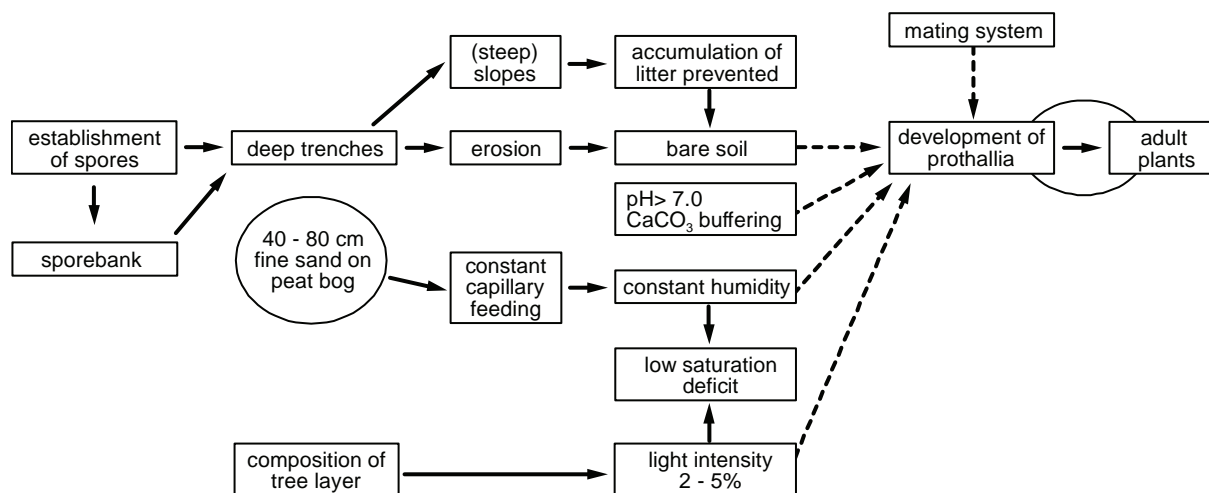 mating system
(steep)
slopes
accumulation of
litter prevented
establishment
of spores
deep trenches
erosion
bare soil
development of
prothallia
adult
plants
pH> 7.0
CaCO₃ buffering
sporebank
40 - 80 cm
fine sand on
peat bog
constant
capillary
feeding
constant humidity
low saturation
deficit
composition of
tree layer
light intensity
2 - 5%